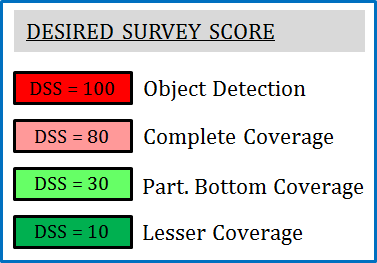 DESIRED SURVEY SCORE
DSS = 100 Object Detection
DSS = 80 Complete Coverage
DSS = 30 Part. Bottom Coverage
DSS = 10 Lesser Coverage